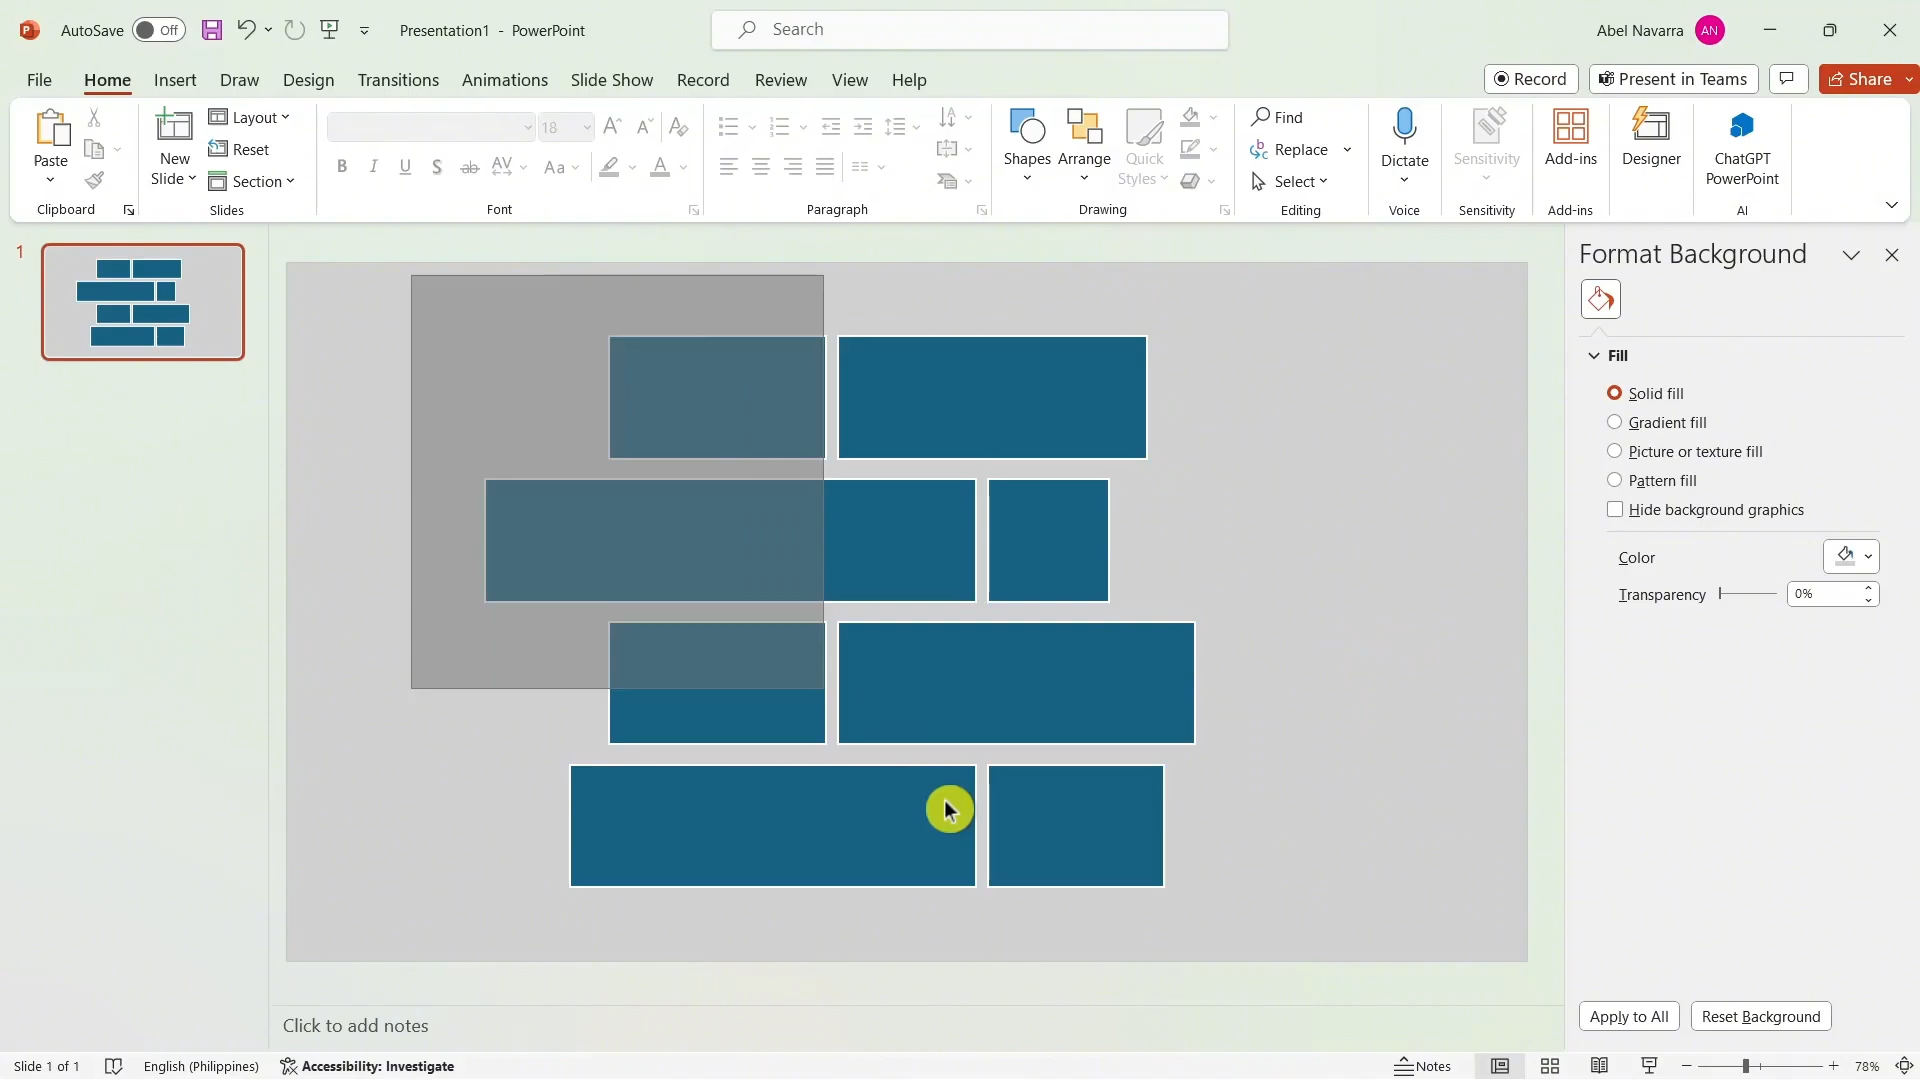 AutoSave Off Presentation1 - PowerPoint Search Abel Navarra AN
File Home Insert Draw Design Transitions Animations Slide Show Record Review View Help Record Present in Teams Share
Paste
New Slide
Layout
Reset
Section
18
B I U S ab AV Aa A
Shapes Arrange Quick Styles
Find
Replace
Select
Dictate
Sensitivity
Add-ins
Designer
ChatGPT PowerPoint
Clipboard Slides Font Paragraph Drawing Editing Voice Sensitivity Add-ins AI
1
Format Background
Fill
Solid fill
Gradient fill
Picture or texture fill
Pattern fill
Hide background graphics
Color
Transparency 0%
Apply to All Reset Background
Click to add notes
Slide 1 of 1 English (Philippines) Accessibility: Investigate Notes 78%